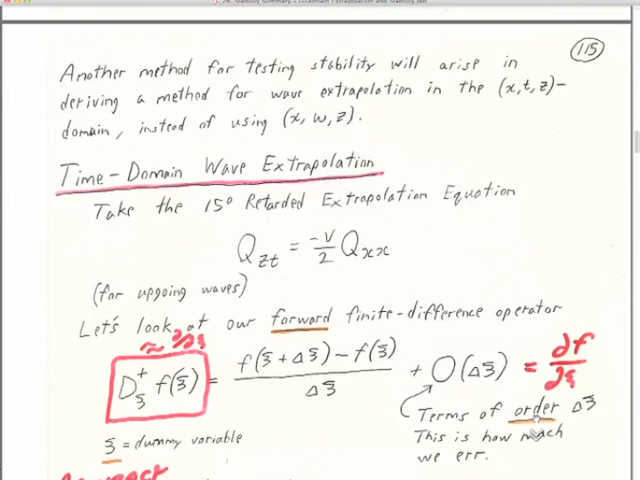 115
Another method for testing stability will arise in
deriving a method for wave extrapolation in the (x,t,z)-
domain, instead of using (x, w, z).
Time-Domain Wave Extrapolation
Take the 15° Retarded Extrapolation Equation
Q_zt = -v/2 Q_xx
(for upgoing waves)
Let's look at our forward finite-difference operator
≈ ∂/∂ξ
D_ξ^+ f(ξ) = f(ξ + Δξ) - f(ξ) / Δξ + O(Δξ) = ∂f/∂ξ
Terms of order Δξ
This is how much
we err.
ξ = dummy variable